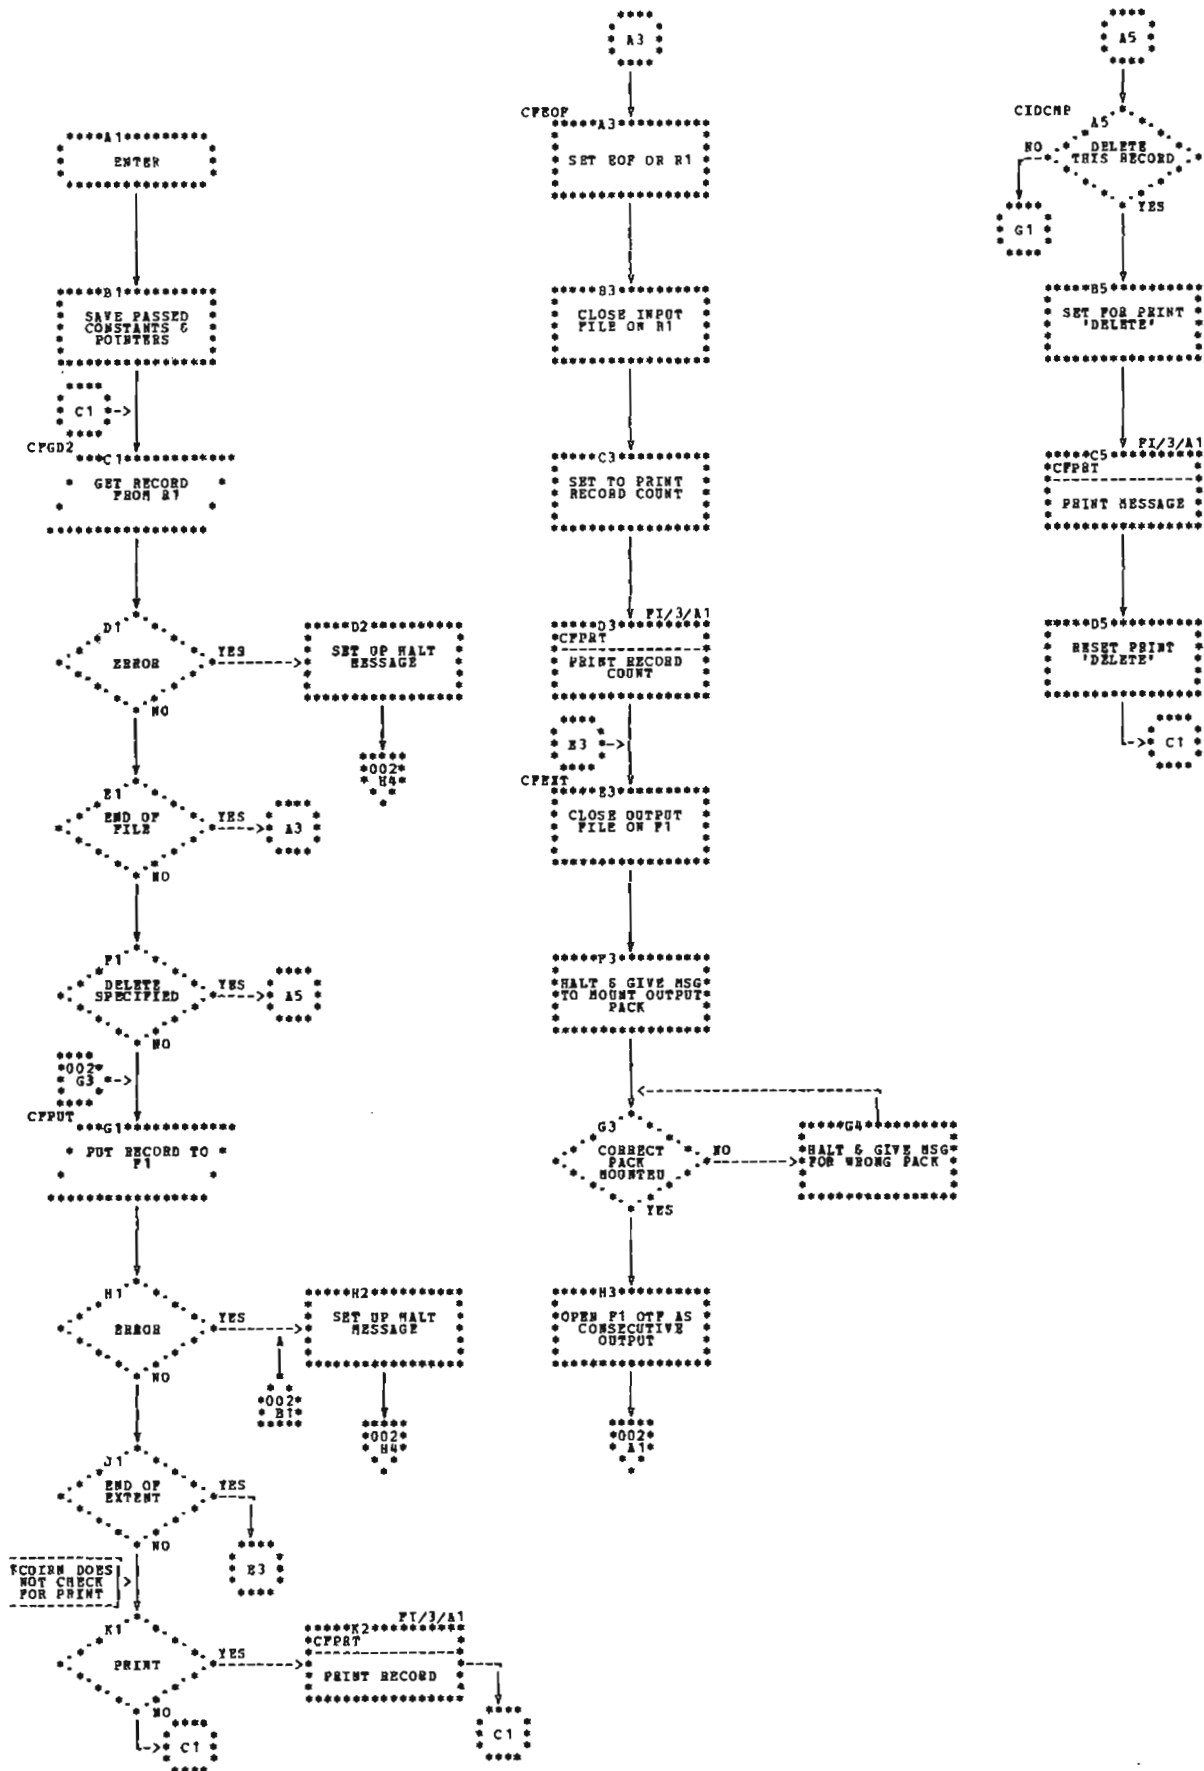 A1
ENTER
B1
SAVE PASSED
CONSTANTS &
POINTERS
C1
CFGD2
C1
GET RECORD
FROM R1
D1
ERROR
YES
NO
D2
SET UP HALT
MESSAGE
002
H4
E1
END OF
FILE
YES
NO
A3
F1
DELETE
SPECIFIED
YES
NO
A5
002
G3
CFPUT
G1
PUT RECORD TO
F1
H1
ERROR
YES
NO
H2
SET UP HALT
MESSAGE
002
B1
002
H4
J1
END OF
EXTENT
YES
NO
E3
DOES
NOT CHECK
FOR PRINT
K1
PRINT
YES
NO
FI/3/A1
K2
CFPRT
PRINT RECORD
C1
C1
A3
CFEOF
A3
SET EOF OR R1
B3
CLOSE INPUT
FILE ON R1
C3
SET TO PRINT
RECORD COUNT
FI/3/A1
D3
CFPRT
PRINT RECORD
COUNT
E3
CFEXT
E3
CLOSE OUTPUT
FILE ON F1
F3
HALT & GIVE MSG
TO MOUNT OUTPUT
PACK
G3
CORRECT
PACK
MOUNTED
NO
YES
G4
HALT & GIVE MSG
FOR WRONG PACK
H3
OPEN F1 OTF AS
CONSECUTIVE
OUTPUT
002
A1
A5
CIDCMP
A5
DELETE
THIS RECORD
NO
YES
G1
B5
SET FOR PRINT
'DELETE'
FI/3/A1
C5
CFPRT
PRINT MESSAGE
D5
RESET PRINT
'DELETE'
C1